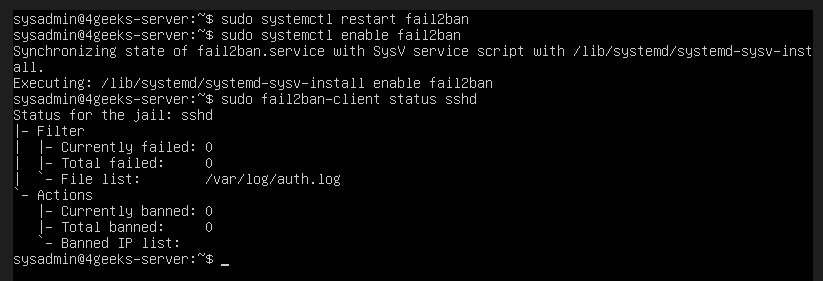 sysadmin@4geeks-server:~$ sudo systemctl restart fail2ban
sysadmin@4geeks-server:~$ sudo systemctl enable fail2ban
Synchronizing state of fail2ban.service with SysV service script with /lib/systemd/systemd-sysv-inst
all.
Executing: /lib/systemd/systemd-sysv-install enable fail2ban
sysadmin@4geeks-server:~$ sudo fail2ban-client status sshd
Status for the jail: sshd
|- Filter
|  |- Currently failed: 0
|  |- Total failed:     0
|  `- File list:        /var/log/auth.log
`- Actions
   |- Currently banned: 0
   |- Total banned:     0
   `- Banned IP list:
sysadmin@4geeks-server:~$ _